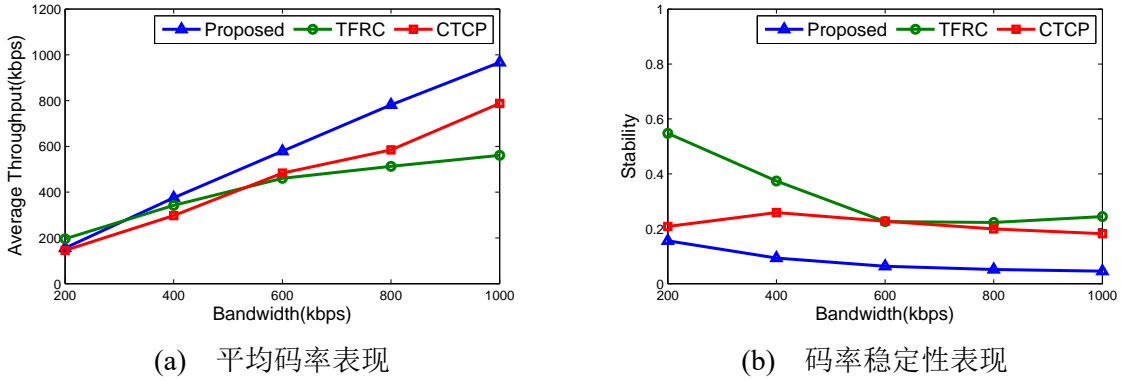 1200
1000
800
600
400
200
0
Average Throughput(kbps)
Proposed TFRC CTCP
200 400 600 800 1000
Bandwidth(kbps)
(a) 平均码率表现
1
0.8
0.6
0.4
0.2
0
Stability
Proposed TFRC CTCP
200 400 600 800 1000
Bandwidth(kbps)
(b) 码率稳定性表现